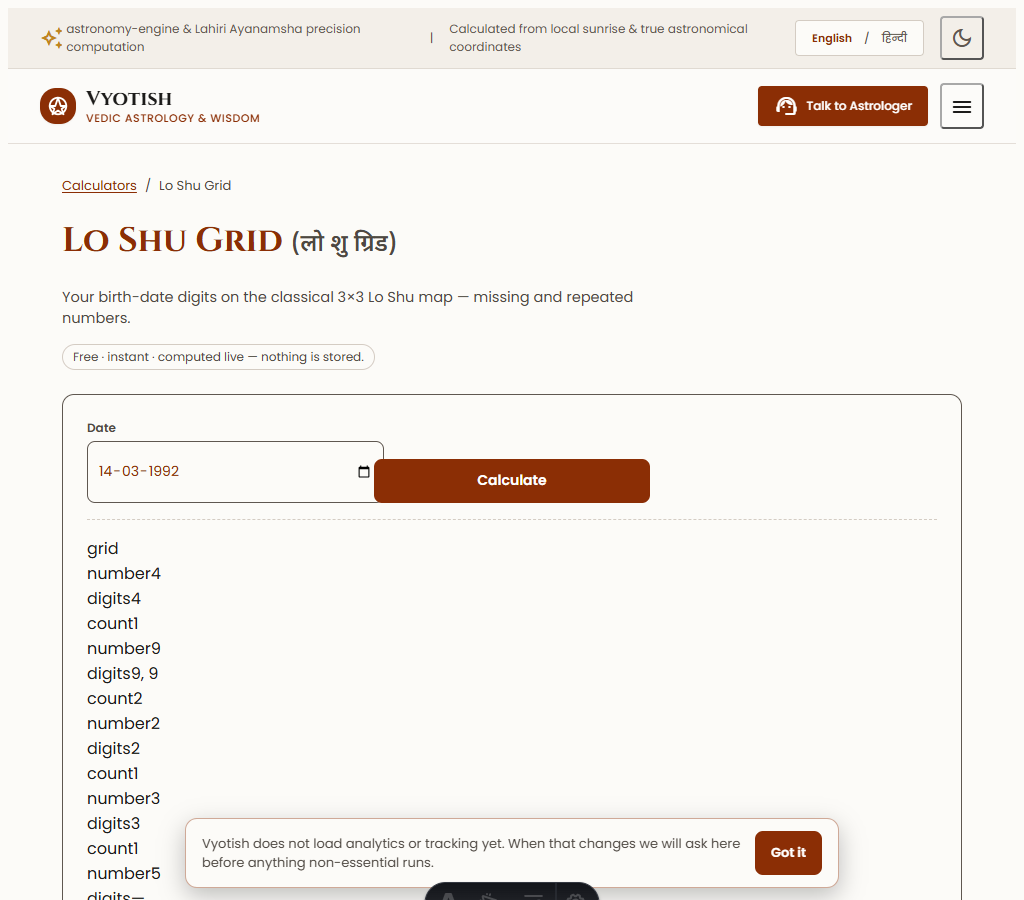 astronomy-engine & Lahiri Ayanamsha precision
computation
|
Calculated from local sunrise & true astronomical
coordinates
English / हिन्दी
Vyotish
VEDIC ASTROLOGY & WISDOM
Talk to Astrologer
Calculators / Lo Shu Grid
Lo Shu Grid (लो शु ग्रिड)
Your birth-date digits on the classical 3×3 Lo Shu map — missing and repeated
numbers.
Free · instant · computed live — nothing is stored.
Date
14-03-1992
Calculate
grid
number4
digits4
count1
number9
digits9, 9
count2
number2
digits2
count1
number3
digits3
count1
number5
digits—
Vyotish does not load analytics or tracking yet. When that changes we will ask here
before anything non-essential runs.
Got it